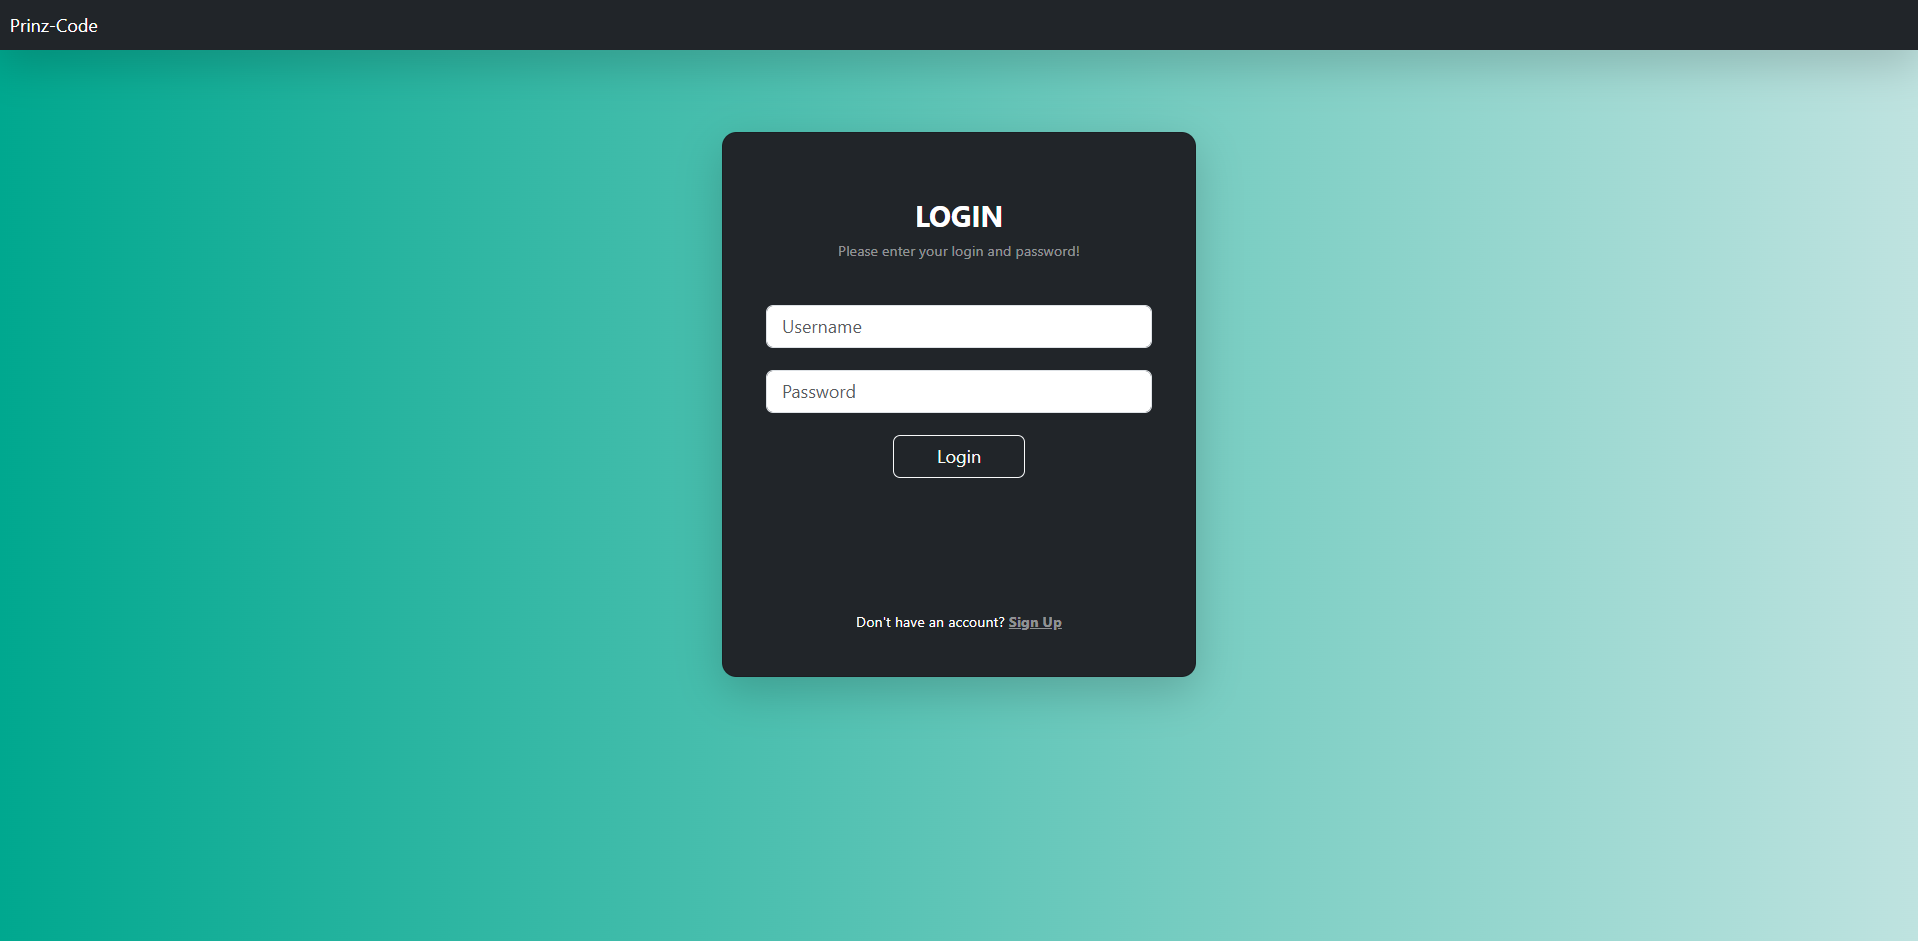 Prinz-Code
LOGIN
Please enter your login and password!
Username
Password
Login
Don't have an account? Sign Up